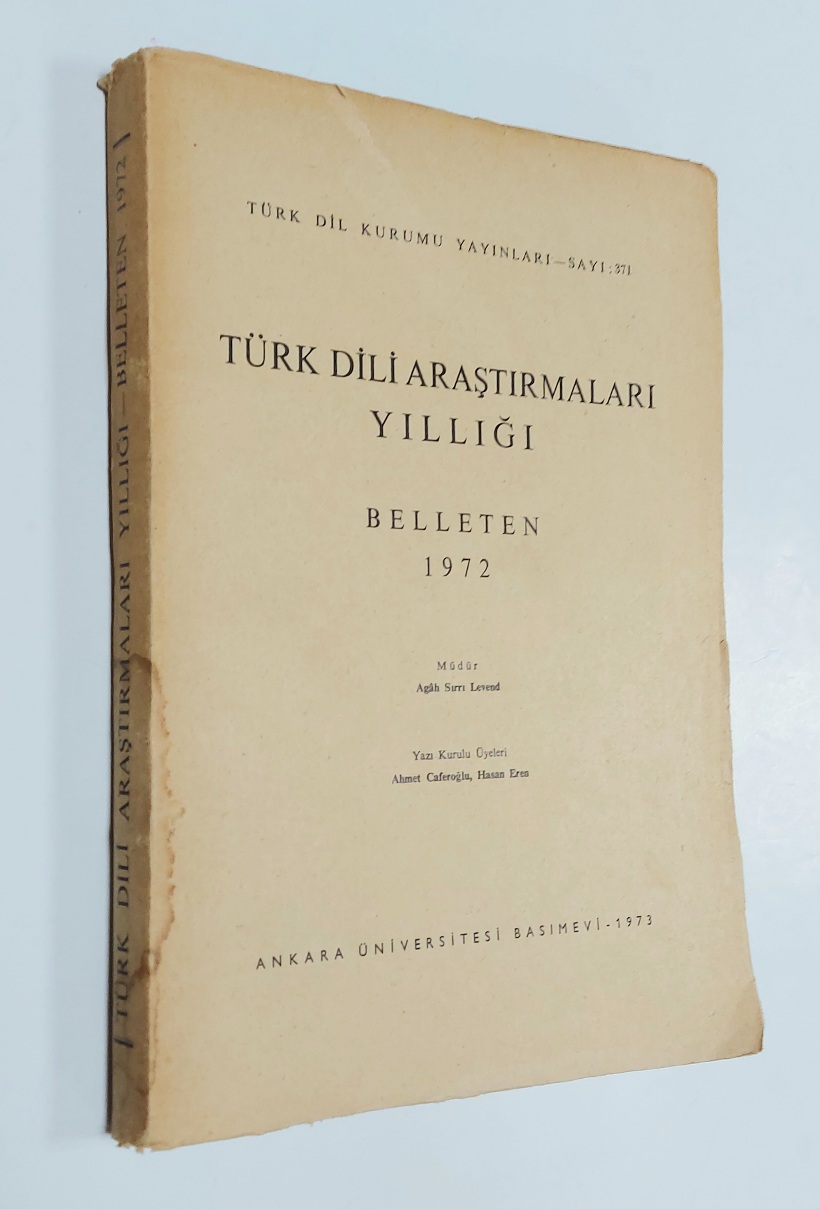 TÜRK DİL KURUMU YAYINLARI—SAYI:371
TÜRK DİLİ ARAŞTIRMALARI
YILLIĞI
BELLETEN
1972
Müdür
Agâh Sırrı Levend
Yazı Kurulu Üyeleri
Ahmet Caferoğlu, Hasan Eren
ANKARA ÜNİVERSİTESİ BASIMEVİ-1973
TÜRK DİLİ ARAŞTIRMALARI YILLIĞI—BELLETEN 1972